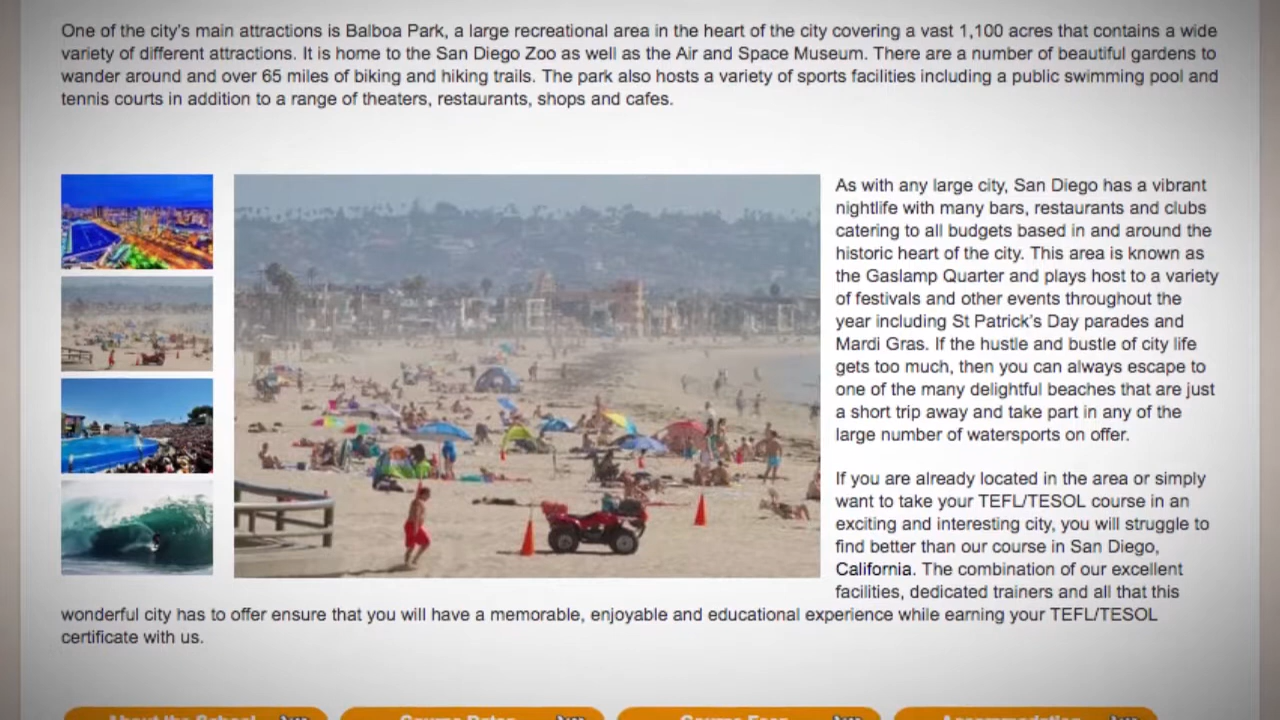 One of the city's main attractions is Balboa Park, a large recreational area in the heart of the city covering a vast 1,100 acres that contains a wide
variety of different attractions. It is home to the San Diego Zoo as well as the Air and Space Museum. There are a number of beautiful gardens to
wander around and over 65 miles of biking and hiking trails. The park also hosts a variety of sports facilities including a public swimming pool and
tennis courts in addition to a range of theaters, restaurants, shops and cafes.
As with any large city, San Diego has a vibrant
nightlife with many bars, restaurants and clubs
catering to all budgets based in and around the
historic heart of the city. This area is known as
the Gaslamp Quarter and plays host to a variety
of festivals and other events throughout the
year including St Patrick's Day parades and
Mardi Gras. If the hustle and bustle of city life
gets too much, then you can always escape to
one of the many delightful beaches that are just
a short trip away and take part in any of the
large number of watersports on offer.
If you are already located in the area or simply
want to take your TEFL/TESOL course in an
exciting and interesting city, you will struggle to
find better than our course in San Diego,
California. The combination of our excellent
facilities, dedicated trainers and all that this
wonderful city has to offer ensure that you will have a memorable, enjoyable and educational experience while earning your TEFL/TESOL
certificate with us.
About the School
Course Dates
Course Fees
Accommodation